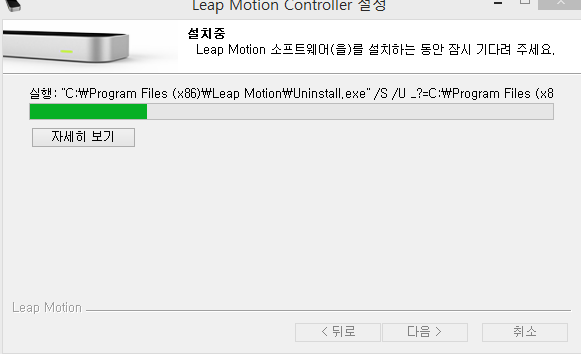 Leap Motion Controller 설정
설치중
Leap Motion 소프트웨어(을)를 설치하는 동안 잠시 기다려 주세요.
실행: "C:₩Program Files (x86)₩Leap Motion₩Uninstall.exe" /S /U _?=C:₩Program Files (x8
자세히 보기
Leap Motion
< 뒤로
다음 >
취소